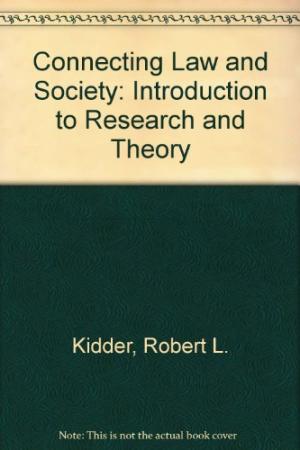 Connecting Law and
Society: Introduction
to Research and
Theory
Kidder, Robert L.
Note: This is not the actual book cover